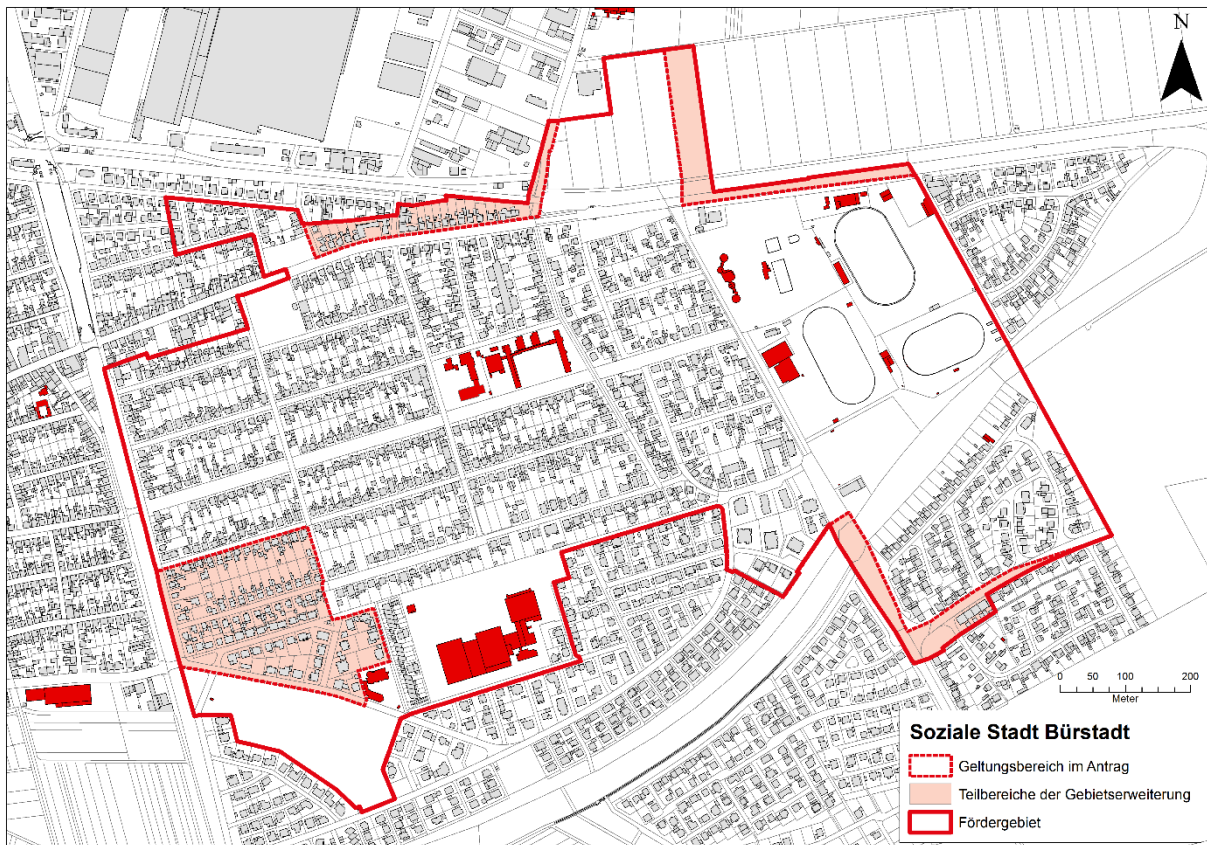 N
0 50 100 200
Meter
Soziale Stadt Bürstadt
Geltungsbereich im Antrag
Teilbereiche der Gebietserweiterung
Fördergebiet